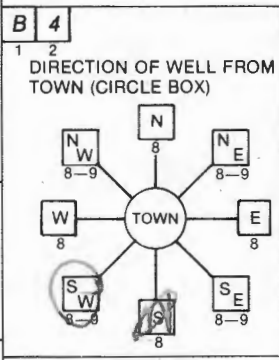 B 4
1 2
DIRECTION OF WELL FROM
TOWN (CIRCLE BOX)
N
8
N W
8-9
N E
8-9
W
8
TOWN
E
8
S W
8-9
S
8
S E
8-9